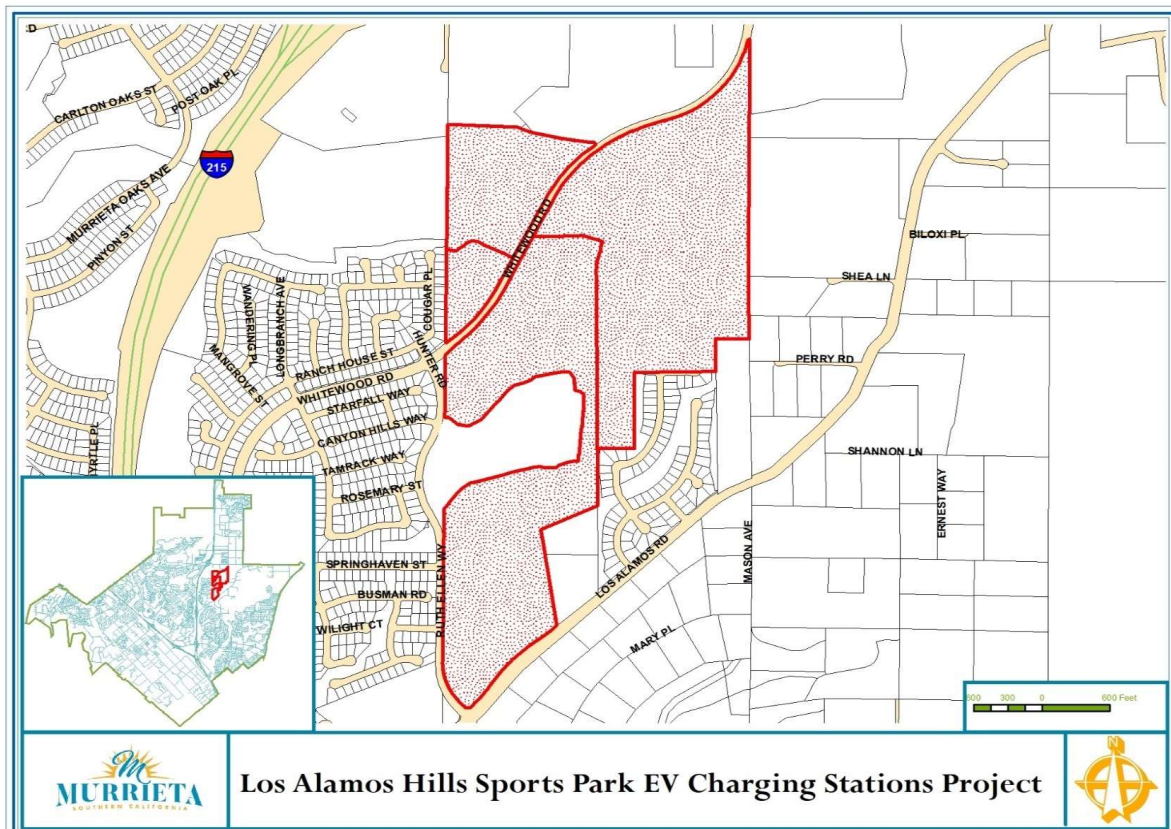 D
CARLTON OAKS ST
POST OAK PL
215
MURRIETA OAKS AVE
PINYON ST
WHITEWOOD RD
BILOXI PL
SHEA LN
COUGAR PL
LONGBRANCH AVE
WANDERING PL
MANGROVE ST
HUNTER RD
RANCH HOUSE ST
WHITEWOOD RD
STARFALL WAY
CANYON HILLS WAY
TAMRACK WAY
ROSEMARY ST
PERRY RD
SHANNON LN
ERNEST WAY
MYRTLE PL
SPRINGHAVEN ST
BUSMAN RD
WILIGHT CT
RUTH ELLEN WY
LOS ALAMOS RD
MASON AVE
MARY PL
600 300 0 600 Feet
M
MURRIETA
SOUTHERN CALIFORNIA
Los Alamos Hills Sports Park EV Charging Stations Project
N